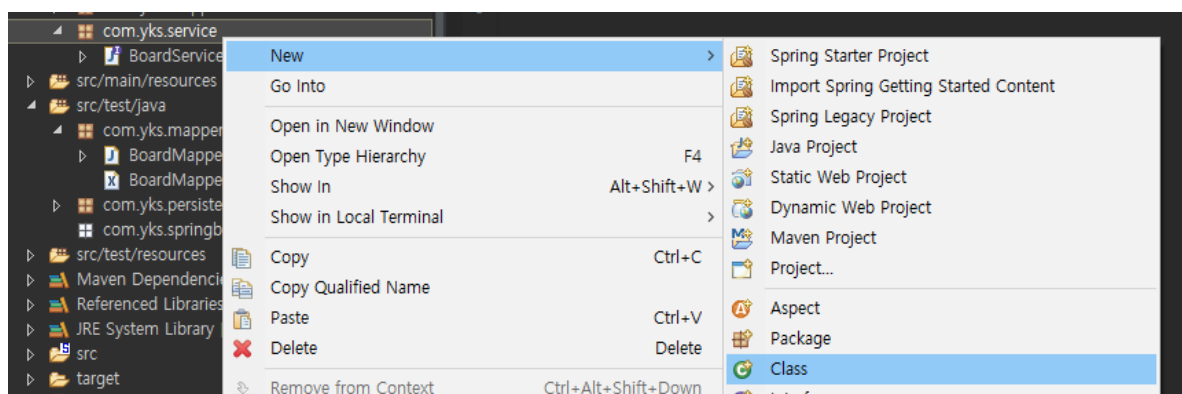 com.yks.service
BoardService
src/main/resources
src/test/java
com.yks.mapper
BoardMappe
BoardMappe
com.yks.persiste
com.yks.springb
src/test/resources
Maven Dependenci
Referenced Libraries
JRE System Library
src
target
New
Go Into
Open in New Window
Open Type Hierarchy F4
Show In Alt+Shift+W
Show in Local Terminal
Copy Ctrl+C
Copy Qualified Name
Paste Ctrl+V
Delete Delete
Remove from Context Ctrl+Alt+Shift+Down
Spring Starter Project
Import Spring Getting Started Content
Spring Legacy Project
Java Project
Static Web Project
Dynamic Web Project
Maven Project
Project...
Aspect
Package
Class